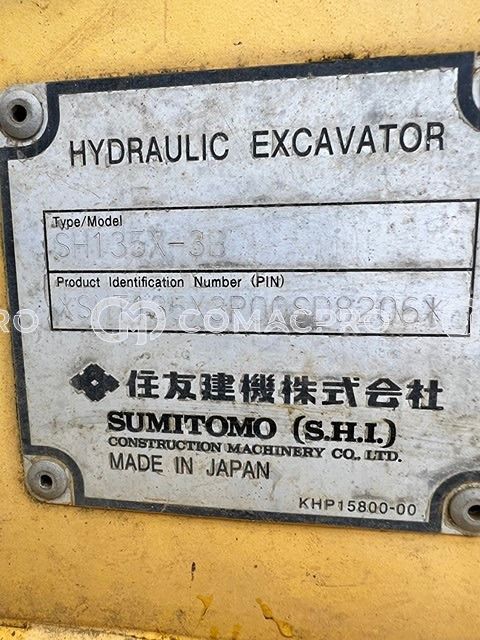 HYDRAULIC EXCAVATOR
Type/Model
SH135X-3B
Product Identification Number (PIN)
COMACPRO
住友建機株式会社
SUMITOMO (S.H.I.)
CONSTRUCTION MACHINERY CO., LTD.
MADE IN JAPAN
KHP15800-00